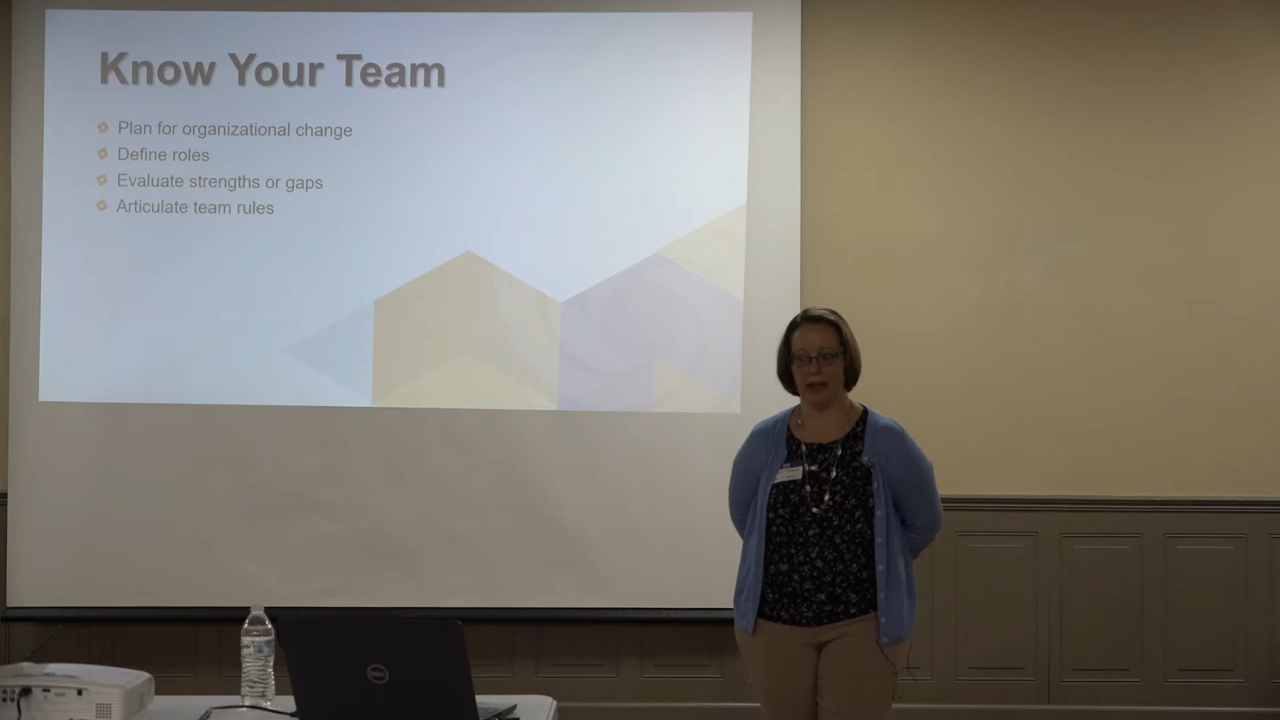 Know Your Team
Plan for organizational change
Define roles
Evaluate strengths or gaps
Articulate team rules
DELL